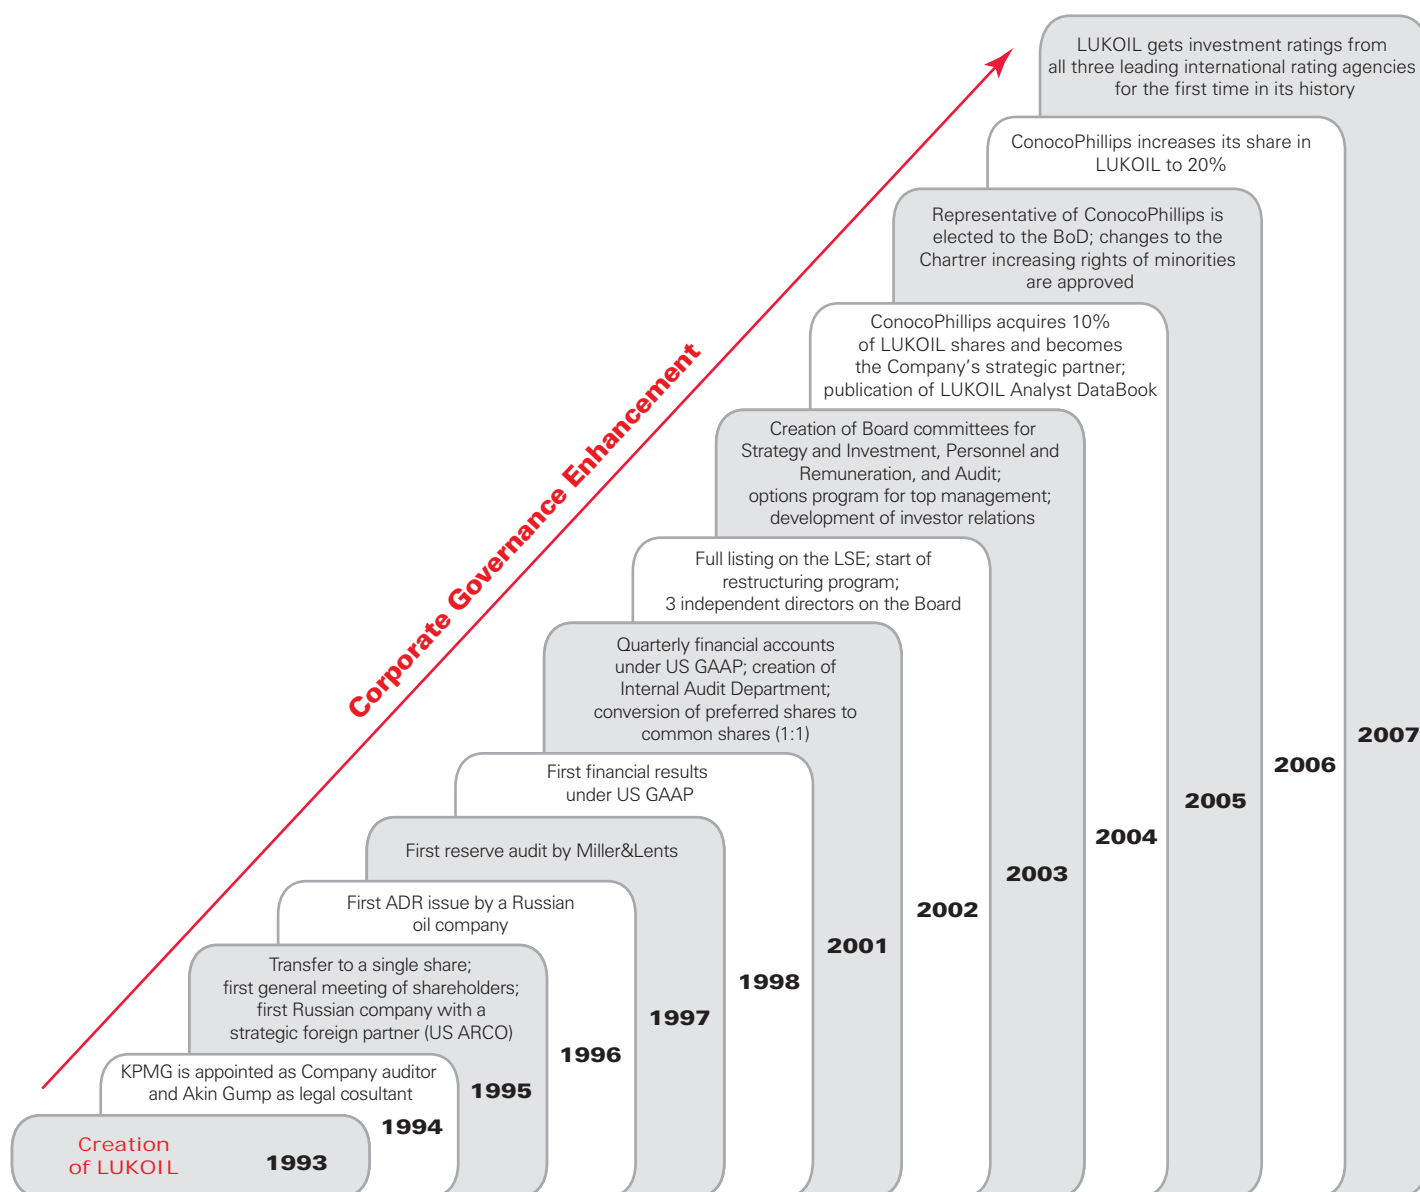 LUKOIL gets investment ratings from
all three leading international rating agencies
for the first time in its history
2007
ConocoPhillips increases its share in
LUKOIL to 20%
2006
Representative of ConocoPhillips is
elected to the BoD; changes to the
Chartrer increasing rights of minorities
are approved
2005
ConocoPhillips acquires 10%
of LUKOIL shares and becomes
the Company's strategic partner;
publication of LUKOIL Analyst DataBook
2004
Corporate Governance Enhancement
Creation of Board committees for
Strategy and Investment, Personnel and
Remuneration, and Audit;
options program for top management;
development of investor relations
2003
Full listing on the LSE; start of
restructuring program;
3 independent directors on the Board
2002
Quarterly financial accounts
under US GAAP; creation of
Internal Audit Department;
conversion of preferred shares to
common shares (1:1)
2001
First financial results
under US GAAP
1998
First reserve audit by Miller&Lents
1997
First ADR issue by a Russian
oil company
1996
Transfer to a single share;
first general meeting of shareholders;
first Russian company with a
strategic foreign partner (US ARCO)
1995
KPMG is appointed as Company auditor
and Akin Gump as legal cosultant
1994
Creation
of LUKOIL
1993